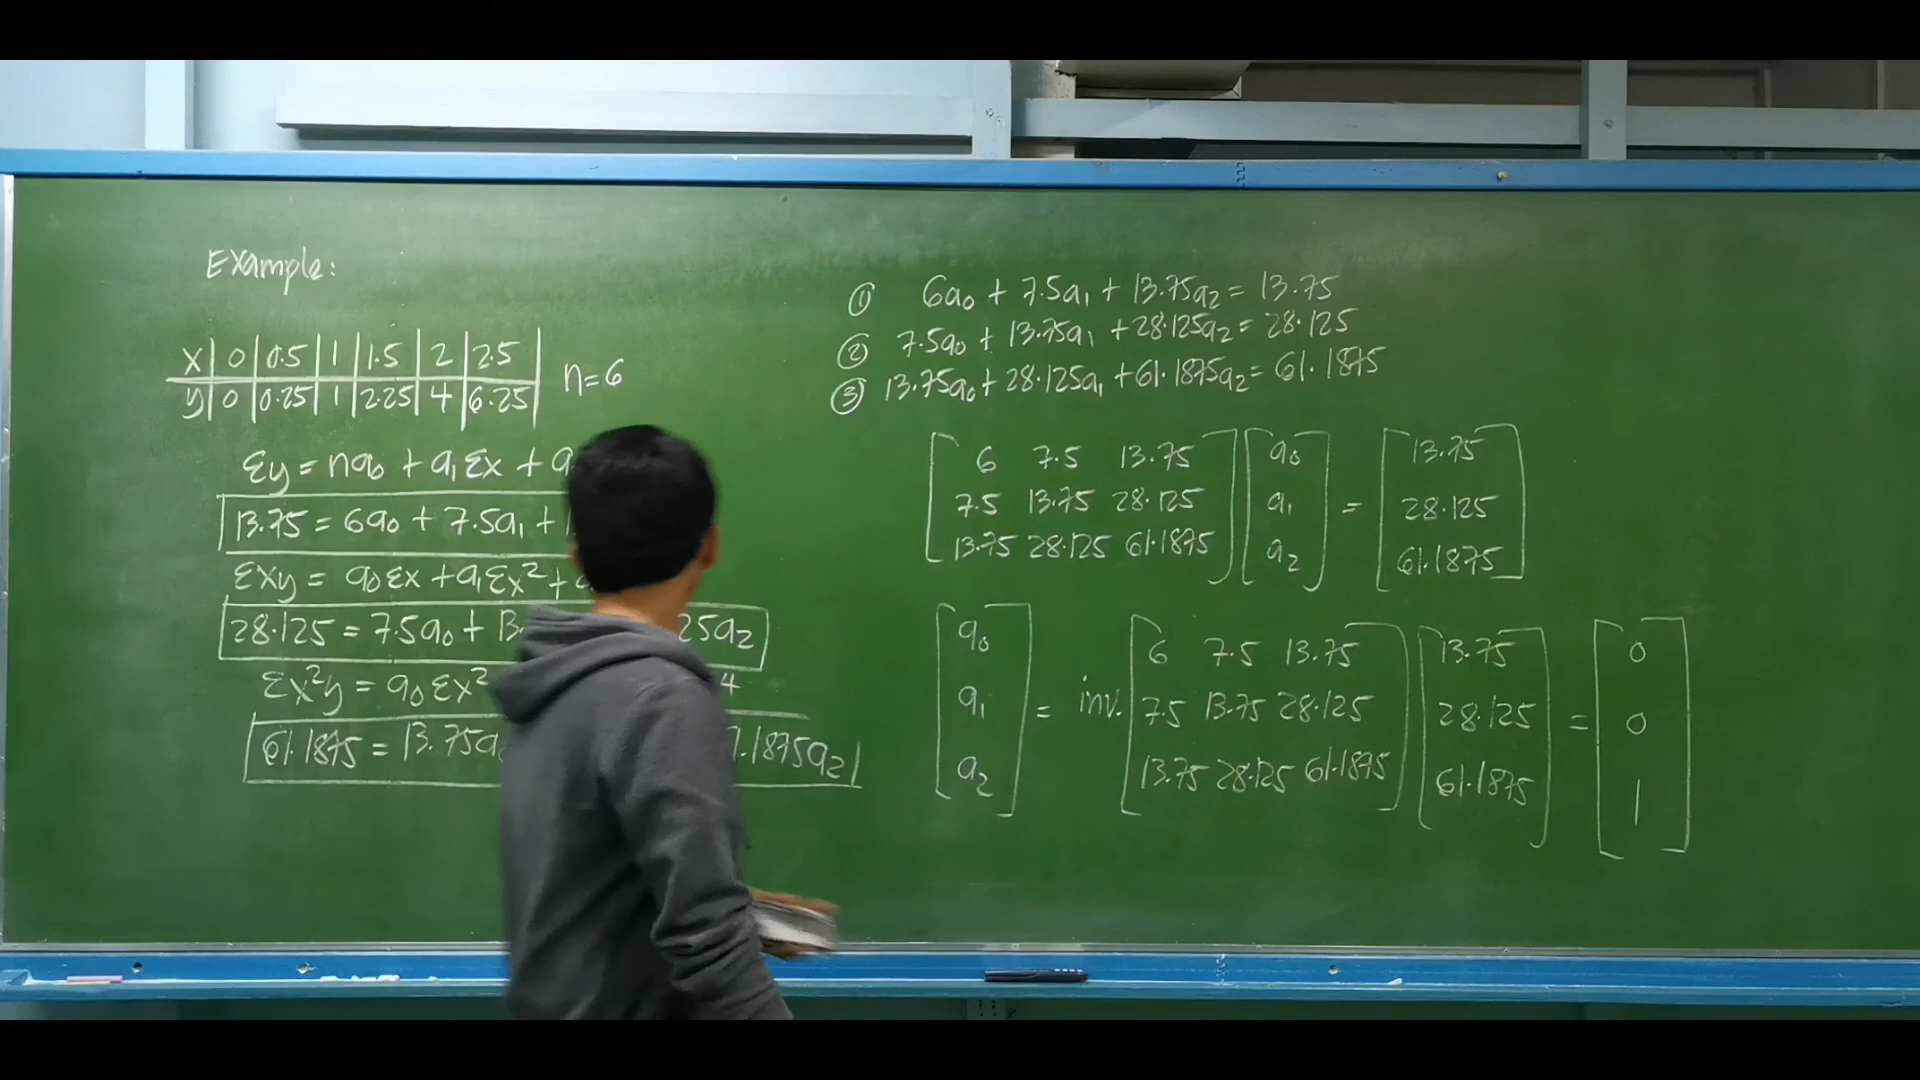 Example:
x | 0 | 0.5 | 1 | 1.5 | 2 | 2.5
y | 0 | 0.25 | 1 | 2.25 | 4 | 6.25
n=6
Σy = na₀ + a₁Σx + a
13.75 = 6a₀ + 7.5a₁ +
Σxy = a₀Σx + a₁Σx² +
28.125 = 7.5a₀ + 13 25a₂
Σx²y = a₀Σx² 4
61.1875 = 13.75a 1.1875a₂
① 6a₀ + 7.5a₁ + 13.75a₂ = 13.75
② 7.5a₀ + 13.75a₁ + 28.125a₂ = 28.125
③ 13.75a₀ + 28.125a₁ + 61.1875a₂ = 61.1875
[ 6 7.5 13.75 ] [ a₀ ] [ 13.75 ]
[ 7.5 13.75 28.125 ] [ a₁ ] = [ 28.125 ]
[ 13.75 28.125 61.1875 ] [ a₂ ] [ 61.1875 ]
[ a₀ ] [ 6 7.5 13.75 ] [ 13.75 ] [ 0 ]
[ a₁ ] = inv. [ 7.5 13.75 28.125 ] [ 28.125 ] = [ 0 ]
[ a₂ ] [ 13.75 28.125 61.1875 ] [ 61.1875 ] [ 1 ]